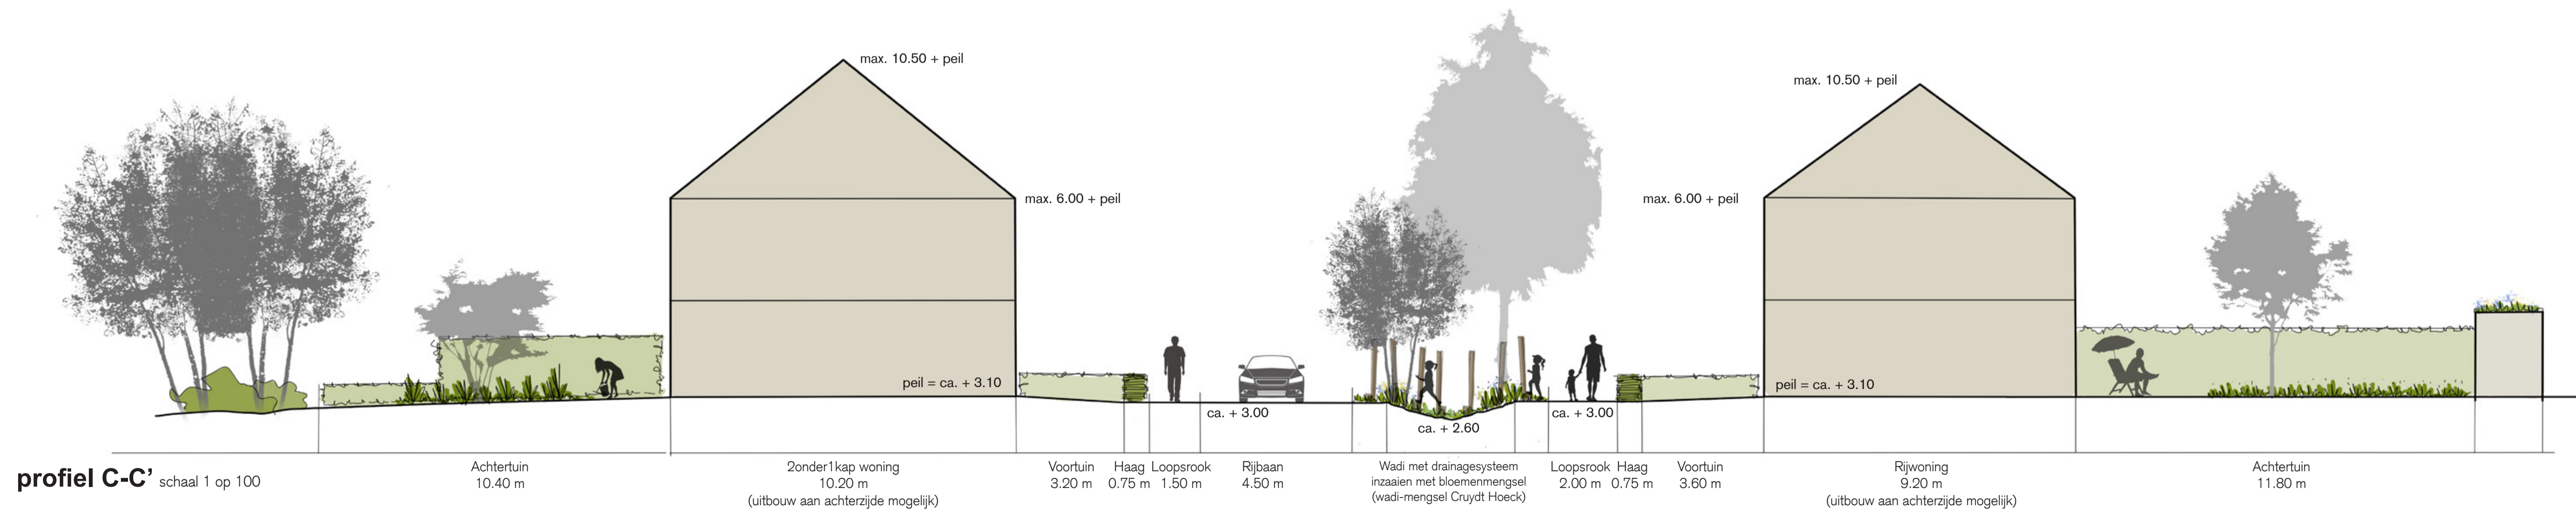 max. 10.50 + peil
max. 10.50 + peil
max. 6.00 + peil
max. 6.00 + peil
peil = ca. + 3.10
peil = ca. + 3.10
ca. + 3.00
ca. + 3.00
ca. + 2.60
profiel C-C’ schaal 1 op 100
Achtertuin
10.40 m
2onder1kap woning
10.20 m
(uitbouw aan achterzijde mogelijk)
Voortuin
3.20 m
Haag
0.75 m
Loopsrook
1.50 m
Rijbaan
4.50 m
Wadi met drainagesysteem
inzaaien met bloemenmengsel
(wadi-mengsel Cruydt Hoeck)
Loopsrook
2.00 m
Haag
0.75 m
Voortuin
3.60 m
Rijwoning
9.20 m
(uitbouw aan achterzijde mogelijk)
Achtertuin
11.80 m